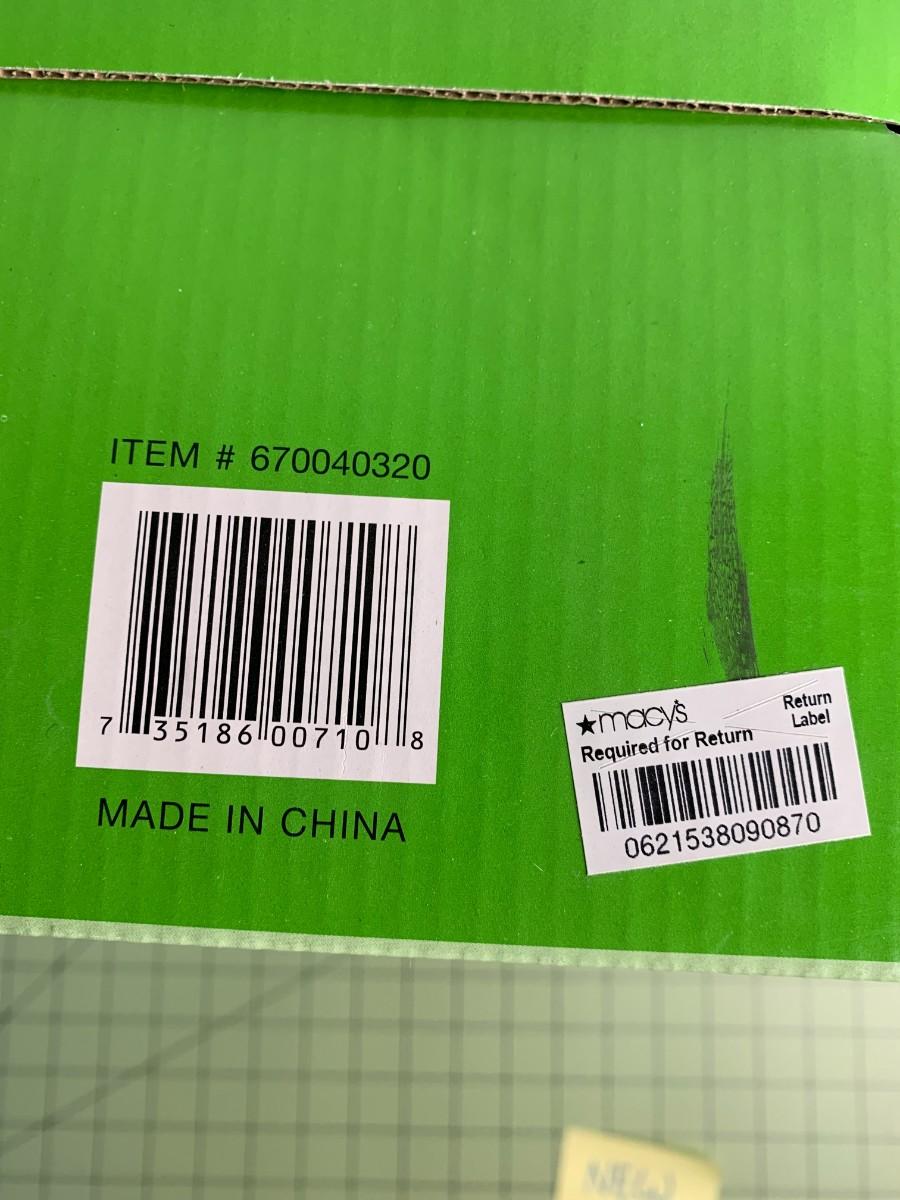 ITEM # 670040320
7 35186 00710 8
MADE IN CHINA
★macy's
Return
Label
Required for Return
0621538090870